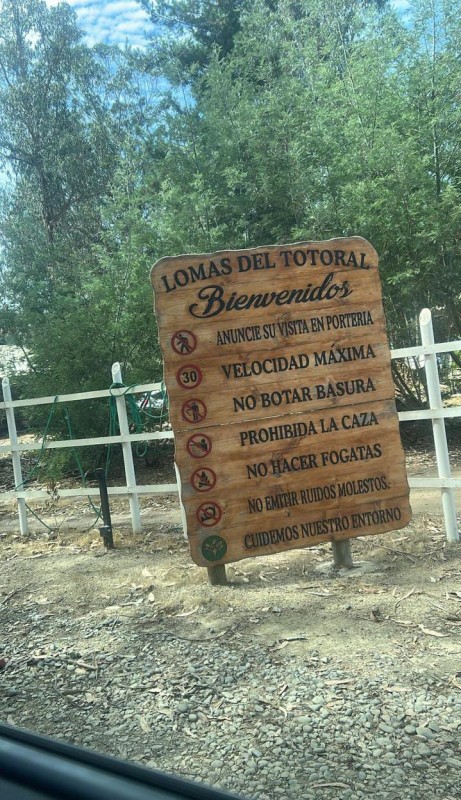 LOMAS DEL TOTORAL
Bienvenidos
ANUNCIE SU VISITA EN PORTERIA
30 VELOCIDAD MÁXIMA
NO BOTAR BASURA
PROHIBIDA LA CAZA
NO HACER FOGATAS
NO EMITIR RUIDOS MOLESTOS.
CUIDEMOS NUESTRO ENTORNO